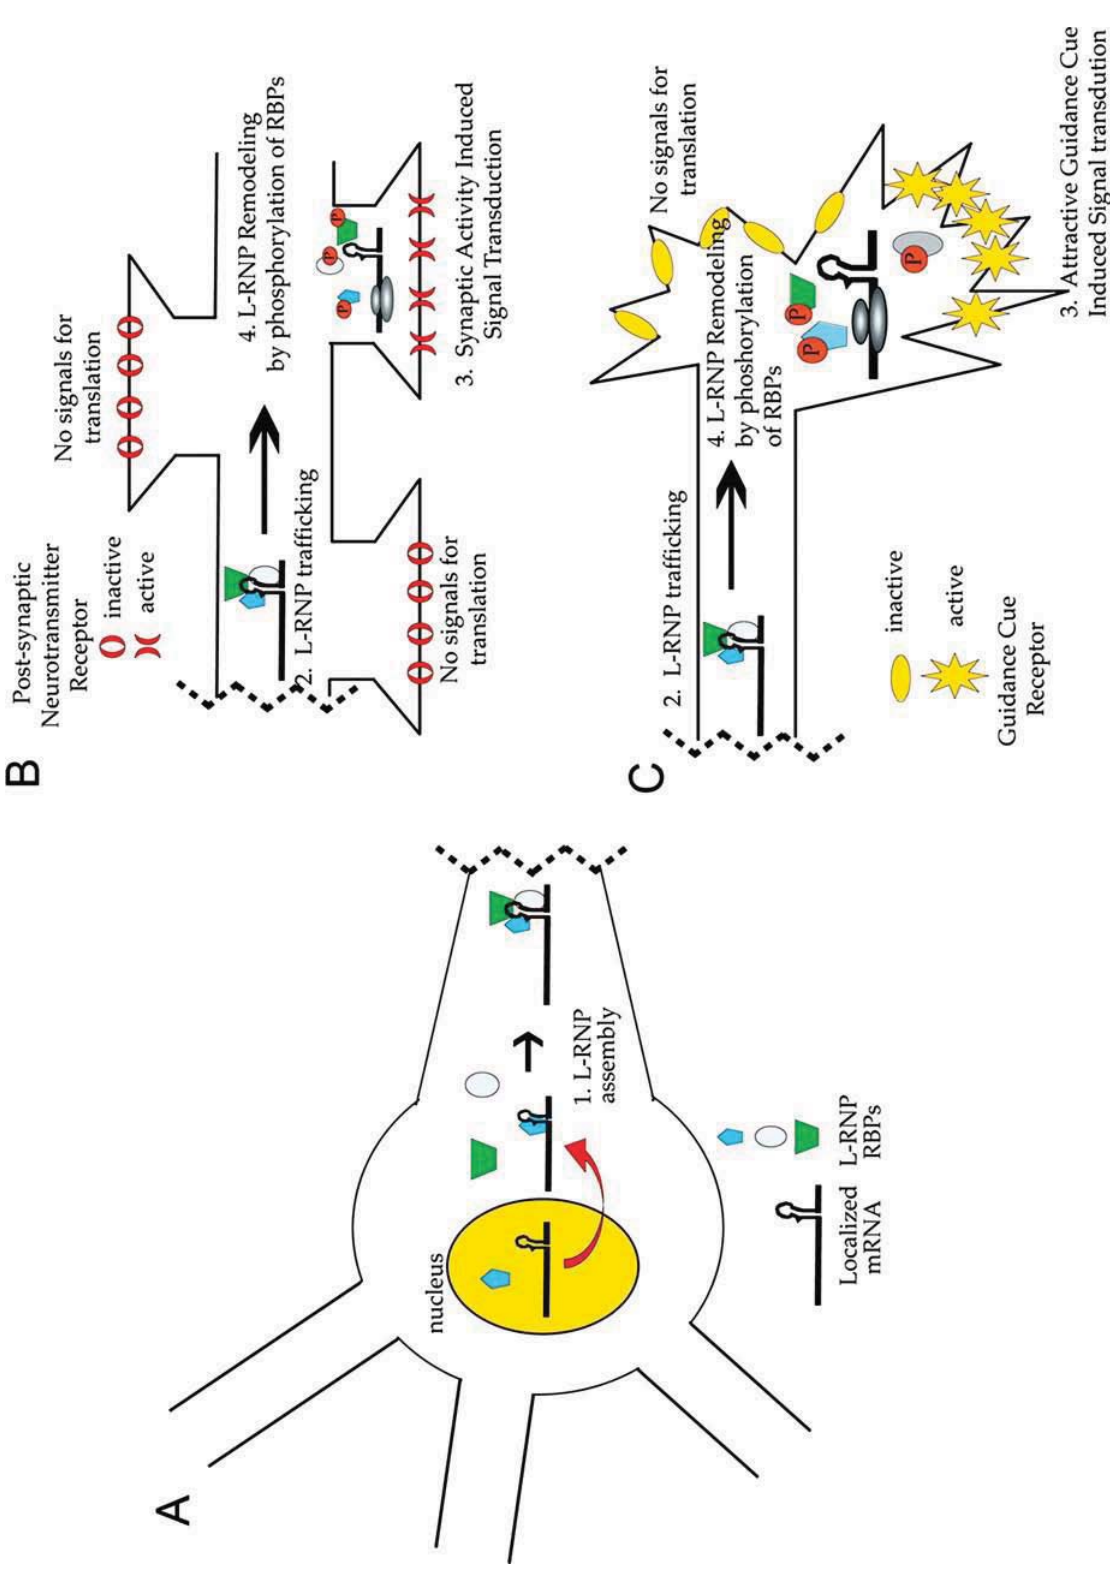 A
nucleus
1. L-RNP
assembly
Localized
mRNA
L-RNP
RBPs
B
Post-synaptic
Neurotransmitter
Receptor
inactive
active
No signals for
translation
2. L-RNP trafficking
4. L-RNP Remodeling
by phosphorylation of RBPs
P
P
P
No signals for
translation
3. Synaptic Activity Induced
Signal Transduction
C
No signals for
translation
2. L-RNP trafficking
4. L-RNP Remodeling
by phoshorylation
of RBPs
P
P
P
inactive
active
Guidance Cue
Receptor
3. Attractive Guidance Cue
Induced Signal transdution